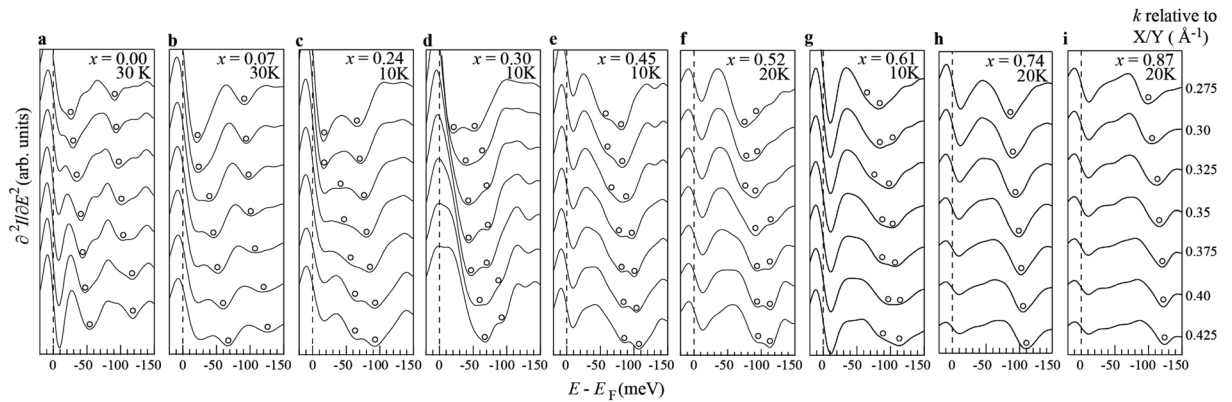 a b c d e f g h i
k relative to
X/Y ( Å⁻¹)
x = 0.00 x = 0.07 x = 0.24 x = 0.30 x = 0.45 x = 0.52 x = 0.61 x = 0.74 x = 0.87
30 K 30K 10K 10K 10K 20K 10K 20K 20K
0.275
0.30
0.325
0.35
0.375
0.40
0.425
∂²I/∂E² (arb. units)
0 -50 -100 -150 0 -50 -100 -150 0 -50 -100 -150 0 -50 -100 -150 0 -50 -100 -150 0 -50 -100 -150 0 -50 -100 -150 0 -50 -100 -150 0 -50 -100 -150
E - E_F (meV)